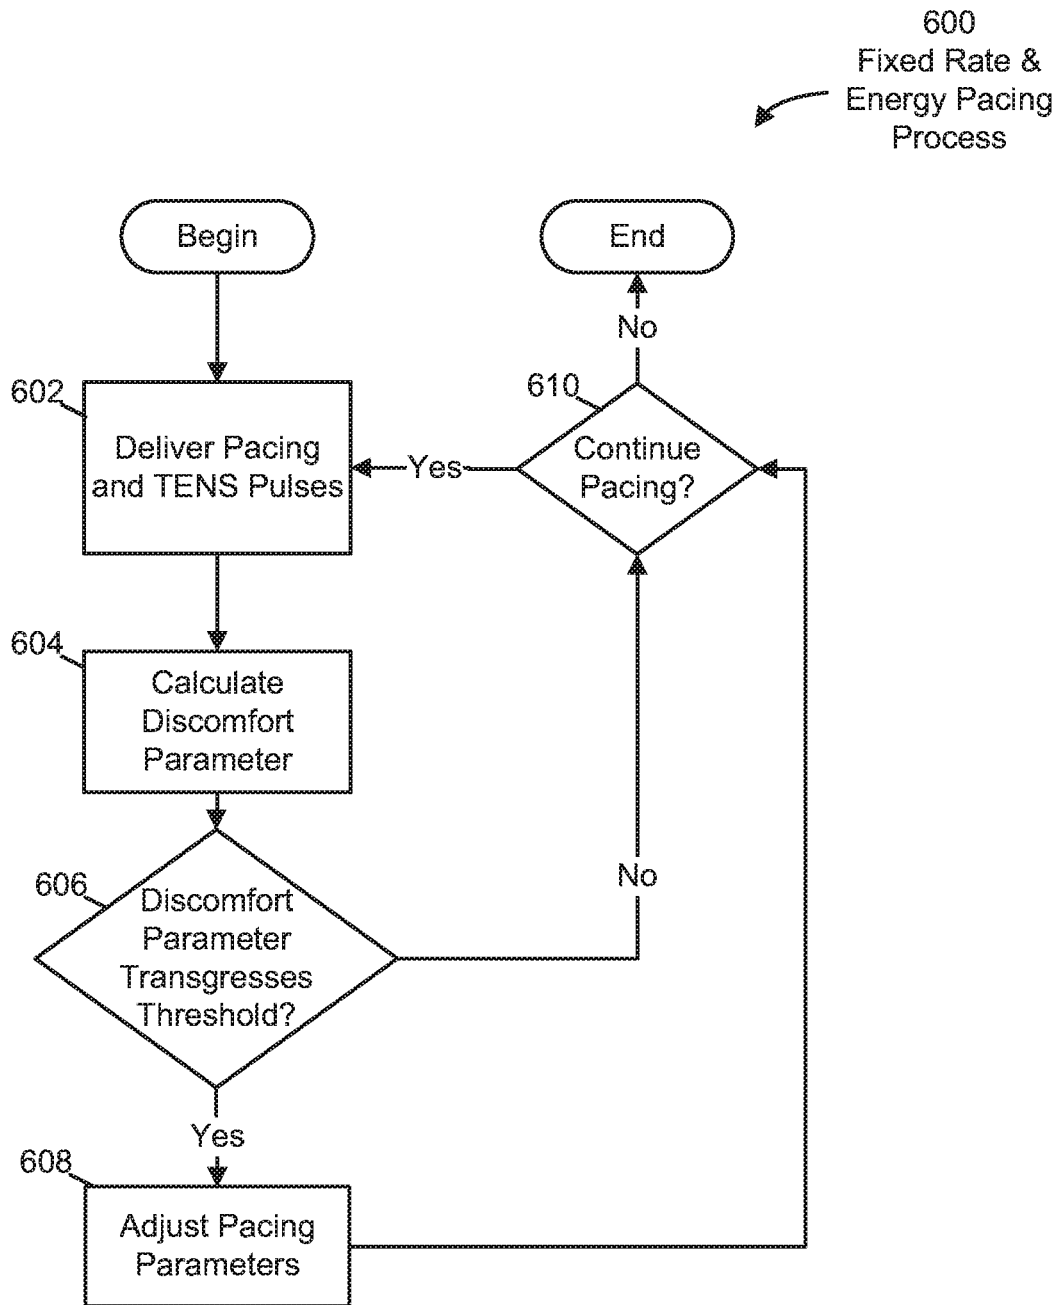 600
Fixed Rate &
Energy Pacing
Process
Begin
End
No
602
610
Deliver Pacing
and TENS Pulses
Yes
Continue
Pacing?
604
Calculate
Discomfort
Parameter
606
Discomfort
Parameter
Transgresses
Threshold?
No
Yes
608
Adjust Pacing
Parameters